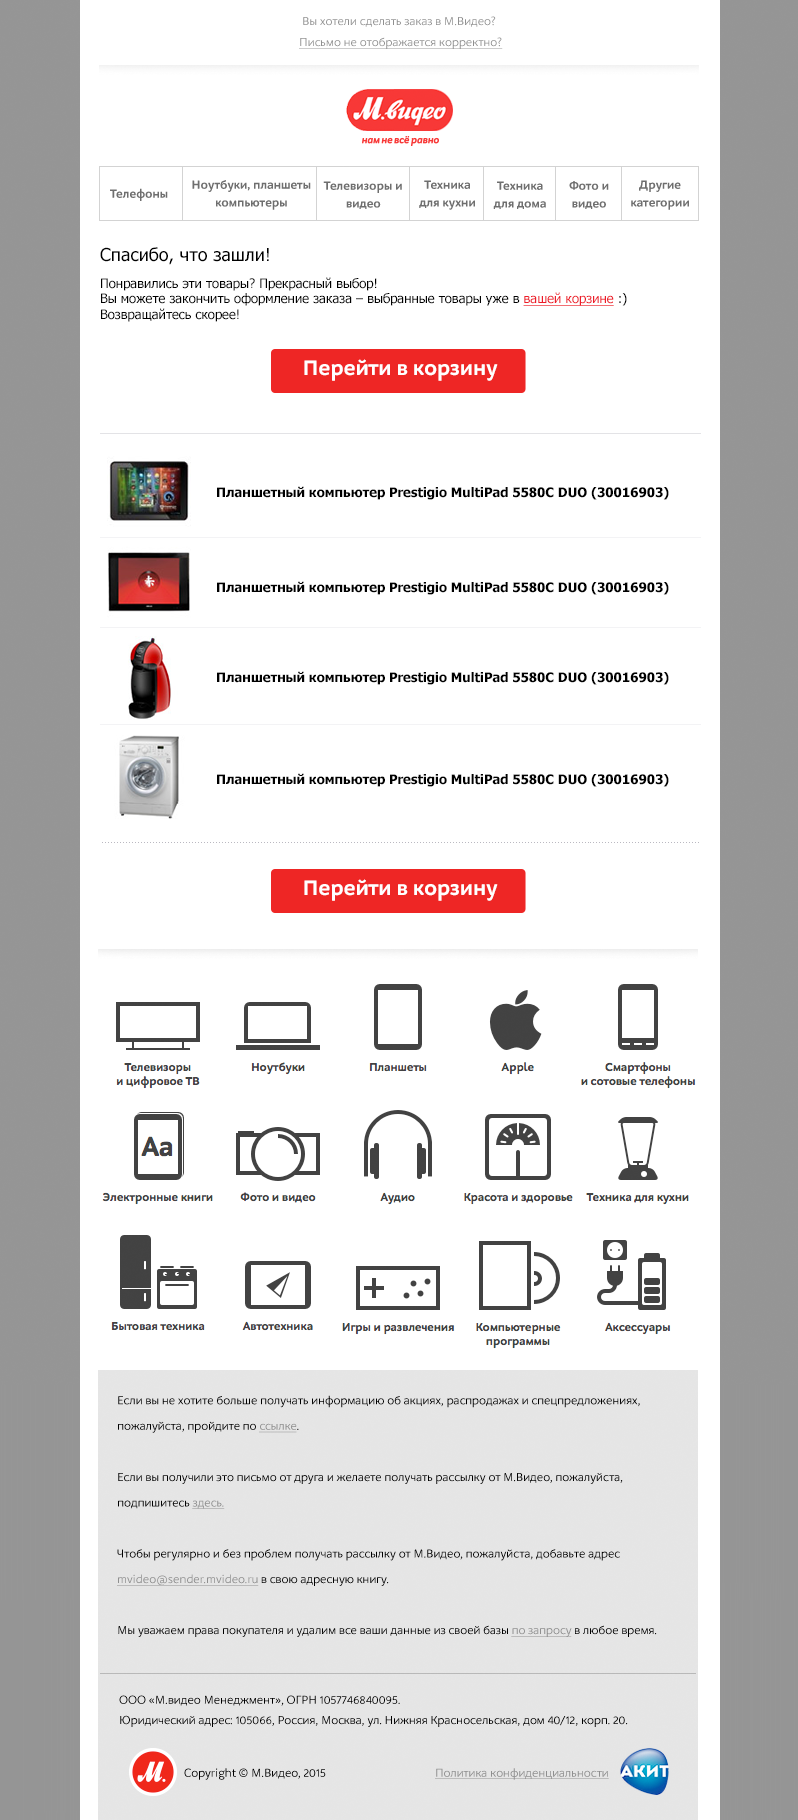 Вы хотели сделать заказ в М.Видео?
Письмо не отображается корректно?
М.видео
нам не всё равно
Телефоны
Ноутбуки, планшеты
компьютеры
Телевизоры и
видео
Техника
для кухни
Техника
для дома
Фото и
видео
Другие
категории
Спасибо, что зашли!
Понравились эти товары? Прекрасный выбор!
Вы можете закончить оформление заказа – выбранные товары уже в вашей корзине :)
Возвращайтесь скорее!
Перейти в корзину
Планшетный компьютер Prestigio MultiPad 5580C DUO (30016903)
Планшетный компьютер Prestigio MultiPad 5580C DUO (30016903)
Планшетный компьютер Prestigio MultiPad 5580C DUO (30016903)
Планшетный компьютер Prestigio MultiPad 5580C DUO (30016903)
Перейти в корзину
Телевизоры
и цифровое ТВ
Ноутбуки
Планшеты
Apple
Смартфоны
и сотовые телефоны
Aa
Электронные книги
Фото и видео
Аудио
Красота и здоровье
Техника для кухни
Бытовая техника
Автотехника
Игры и развлечения
Компьютерные
программы
Аксессуары
Если вы не хотите больше получать информацию об акциях, распродажах и спецпредложениях,
пожалуйста, пройдите по ссылке.
Если вы получили это письмо от друга и желаете получать рассылку от М.Видео, пожалуйста,
подпишитесь здесь.
Чтобы регулярно и без проблем получать рассылку от М.Видео, пожалуйста, добавьте адрес
mvideo@sender.mvideo.ru в свою адресную книгу.
Мы уважаем права покупателя и удалим все ваши данные из своей базы по запросу в любое время.
ООО «М.видео Менеджмент», ОГРН 1057746840095.
Юридический адрес: 105066, Россия, Москва, ул. Нижняя Красносельская, дом 40/12, корп. 20.
М.
Copyright © М.Видео, 2015
Политика конфиденциальности
АКИТ